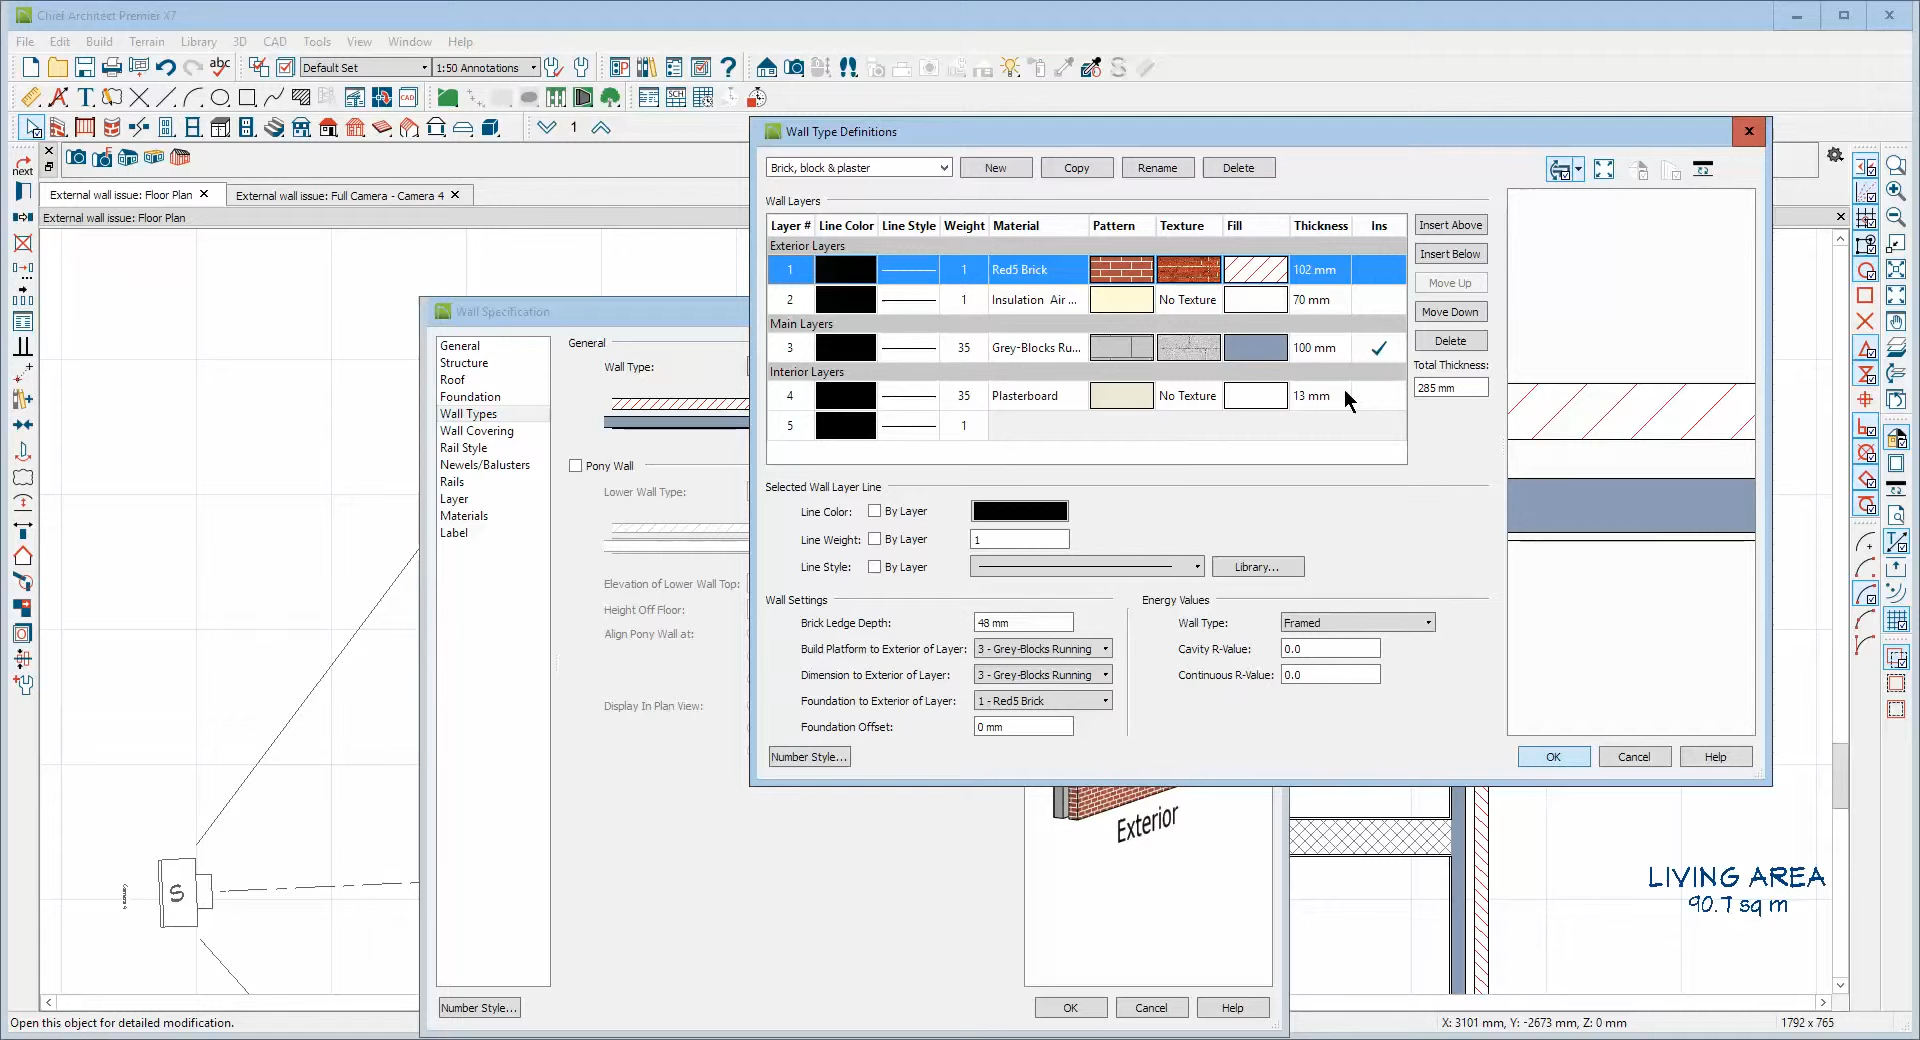 Chief Architect Premier X7
File Edit Build Terrain Library 3D CAD Tools View Window Help
abc Default Set 1:50 Annotations
SCH
CAD
1
next
External wall issue: Floor Plan
External wall issue: Full Camera - Camera 4
External wall issue: Floor Plan
Wall Specification
General
Structure
Roof
Foundation
Wall Types
Wall Covering
Rail Style
Newels/Balusters
Rails
Layer
Materials
Label
General
Wall Type:
Pony Wall
Lower Wall Type:
Elevation of Lower Wall Top:
Height Off Floor:
Align Pony Wall at:
Display In Plan View:
Exterior
Number Style...
OK Cancel Help
Wall Type Definitions
Brick, block & plaster
New Copy Rename Delete
Wall Layers
Layer # Line Color Line Style Weight Material Pattern Texture Fill Thickness Ins
Exterior Layers
1 1 Red5 Brick 102 mm
2 1 Insulation Air ... No Texture 70 mm
Main Layers
3 35 Grey-Blocks Ru... 100 mm
Interior Layers
4 35 Plasterboard No Texture 13 mm
5 1
Insert Above
Insert Below
Move Up
Move Down
Delete
Total Thickness:
285 mm
Selected Wall Layer Line
Line Color: By Layer
Line Weight: By Layer 1
Line Style: By Layer Library...
Wall Settings
Brick Ledge Depth: 48 mm
Build Platform to Exterior of Layer: 3 - Grey-Blocks Running
Dimension to Exterior of Layer: 3 - Grey-Blocks Running
Foundation to Exterior of Layer: 1 - Red5 Brick
Foundation Offset: 0 mm
Energy Values
Wall Type: Framed
Cavity R-Value: 0.0
Continuous R-Value: 0.0
Number Style...
OK Cancel Help
S
LIVING AREA
90.7 sq m
Open this object for detailed modification.
X: 3101 mm, Y: -2673 mm, Z: 0 mm
1792 x 765